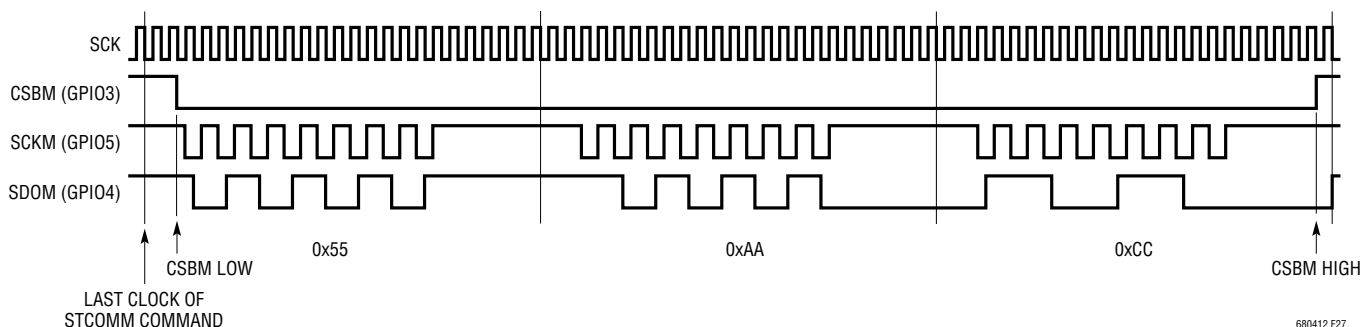 SCK
CSBM (GPIO3)
SCKM (GPIO5)
SDOM (GPIO4)
0x55
0xAA
0xCC
CSBM LOW
CSBM HIGH
LAST CLOCK OF
STCOMM COMMAND
680412 F27